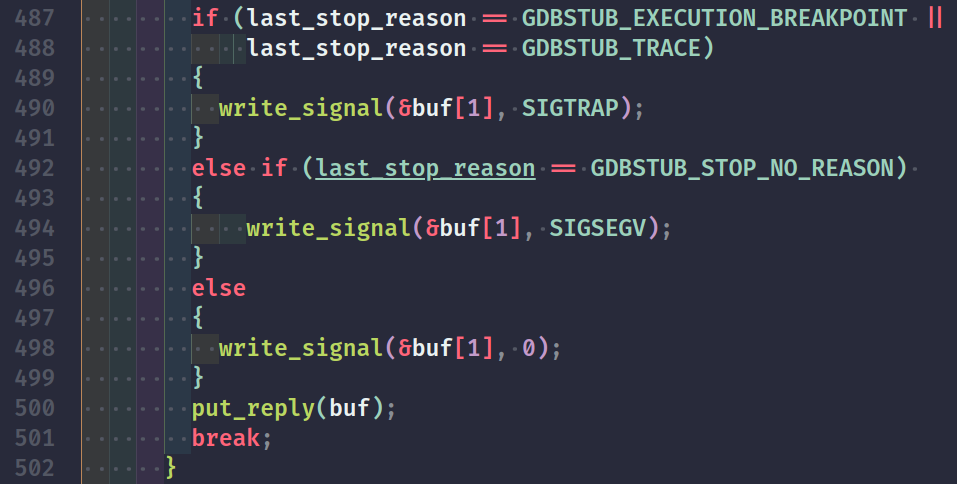 487 if (last_stop_reason == GDBSTUB_EXECUTION_BREAKPOINT ||
488 last_stop_reason == GDBSTUB_TRACE)
489 {
490 write_signal(&buf[1], SIGTRAP);
491 }
492 else if (last_stop_reason == GDBSTUB_STOP_NO_REASON)
493 {
494 write_signal(&buf[1], SIGSEGV);
495 }
496 else
497 {
498 write_signal(&buf[1], 0);
499 }
500 put_reply(buf);
501 break;
502 }